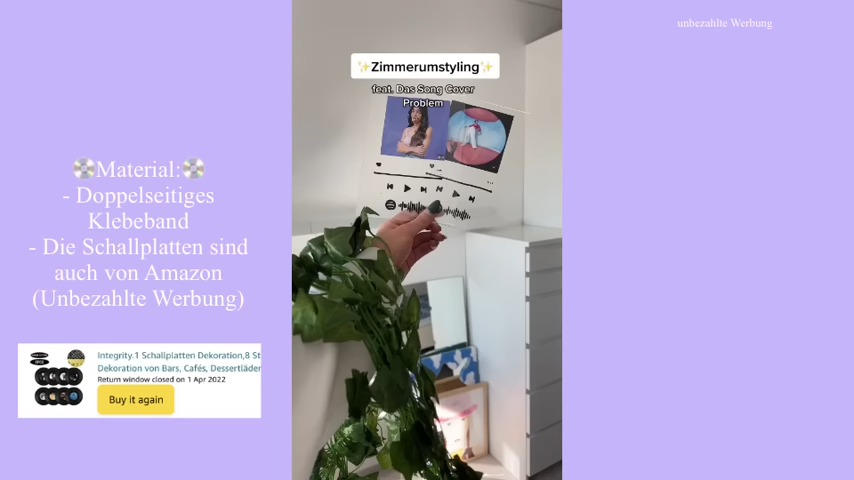 unbezahlte Werbung
✨Zimmerumstyling✨
feat. Das Song Cover
Problem
💿Material:💿
- Doppelseitiges
Klebeband
- Die Schallplatten sind
auch von Amazon
(Unbezahlte Werbung)
Integrity.1 Schallplatten Dekoration,8 St
Dekoration von Bars, Cafés, Dessertläder
Return window closed on 1 Apr 2022
Buy it again